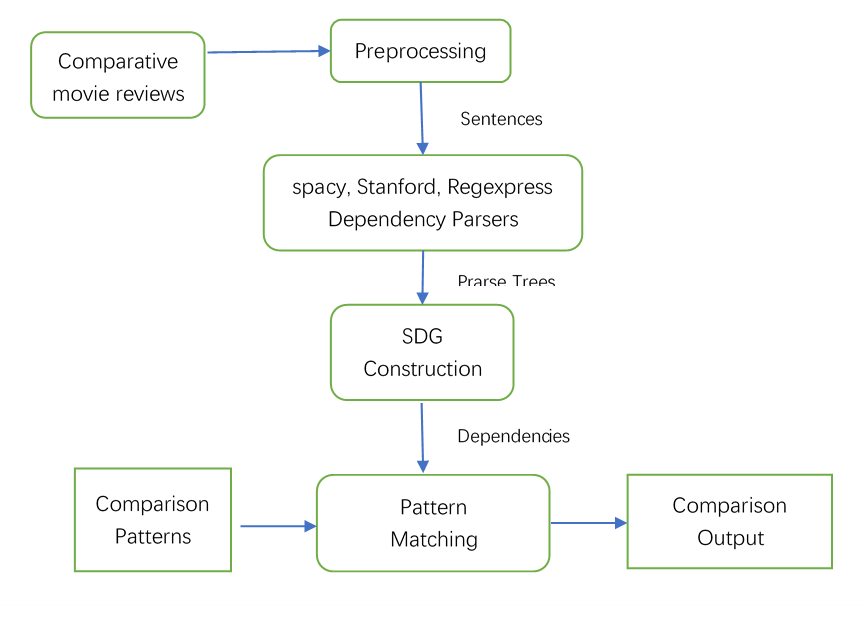 Comparative
movie reviews
Preprocessing
Sentences
spacy, Stanford, Regexpress
Dependency Parsers
Prarse Trees
SDG
Construction
Dependencies
Comparison
Patterns
Pattern
Matching
Comparison
Output